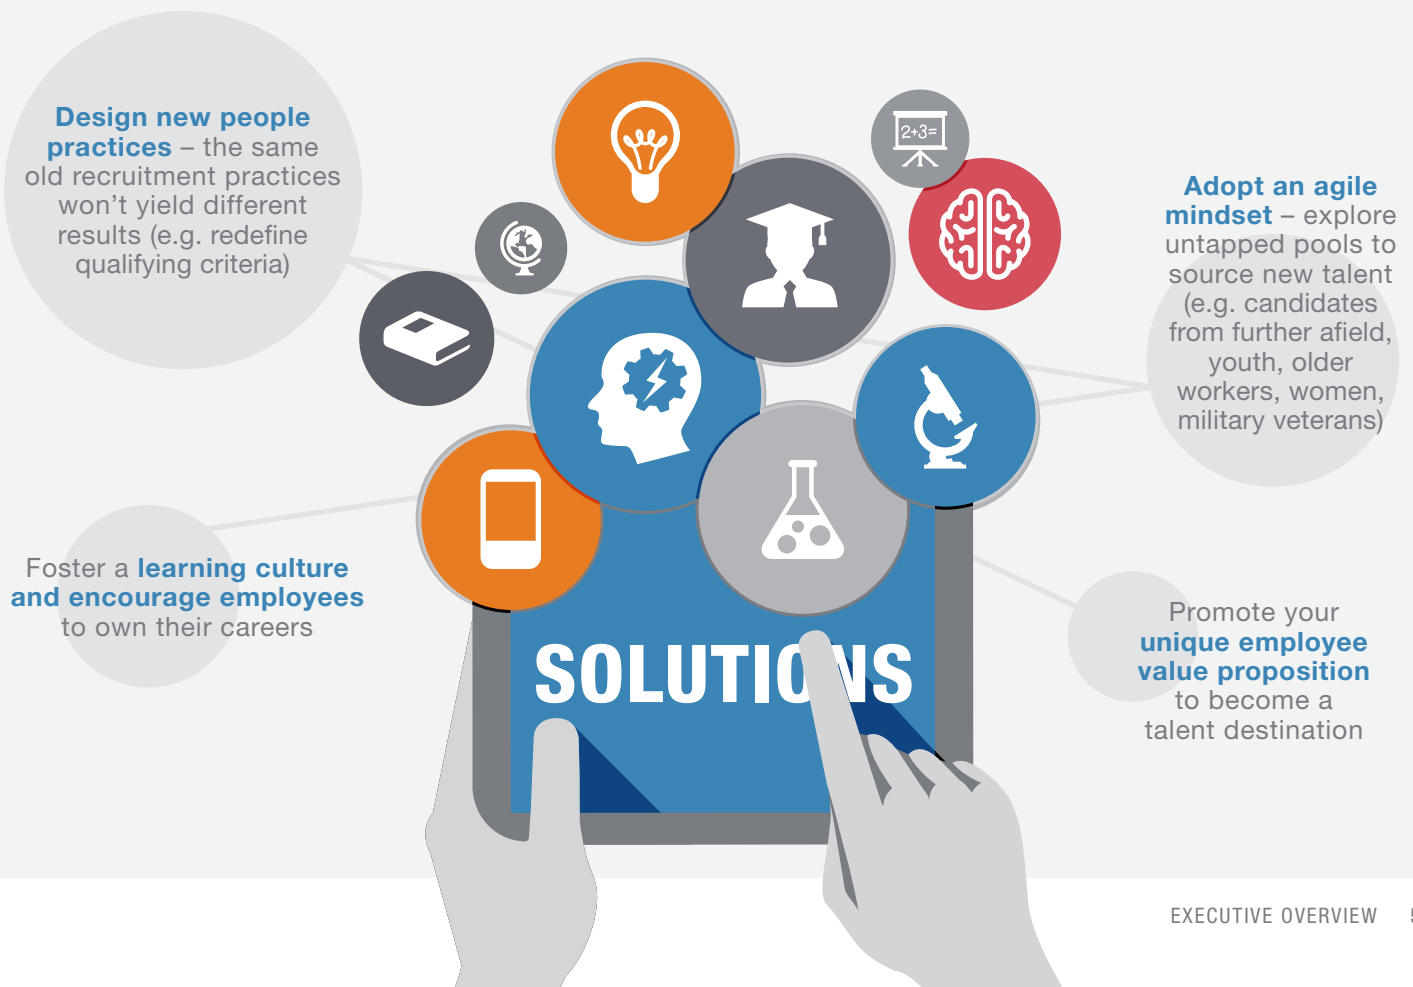 Design new people
practices – the same
old recruitment practices
won’t yield different
results (e.g. redefine
qualifying criteria)
2+3=
Adopt an agile
mindset – explore
untapped pools to
source new talent
(e.g. candidates
from further afield,
youth, older
workers, women,
military veterans)
Foster a learning culture
and encourage employees
to own their careers
SOLUTIONS
Promote your
unique employee
value proposition
to become a
talent destination
EXECUTIVE OVERVIEW